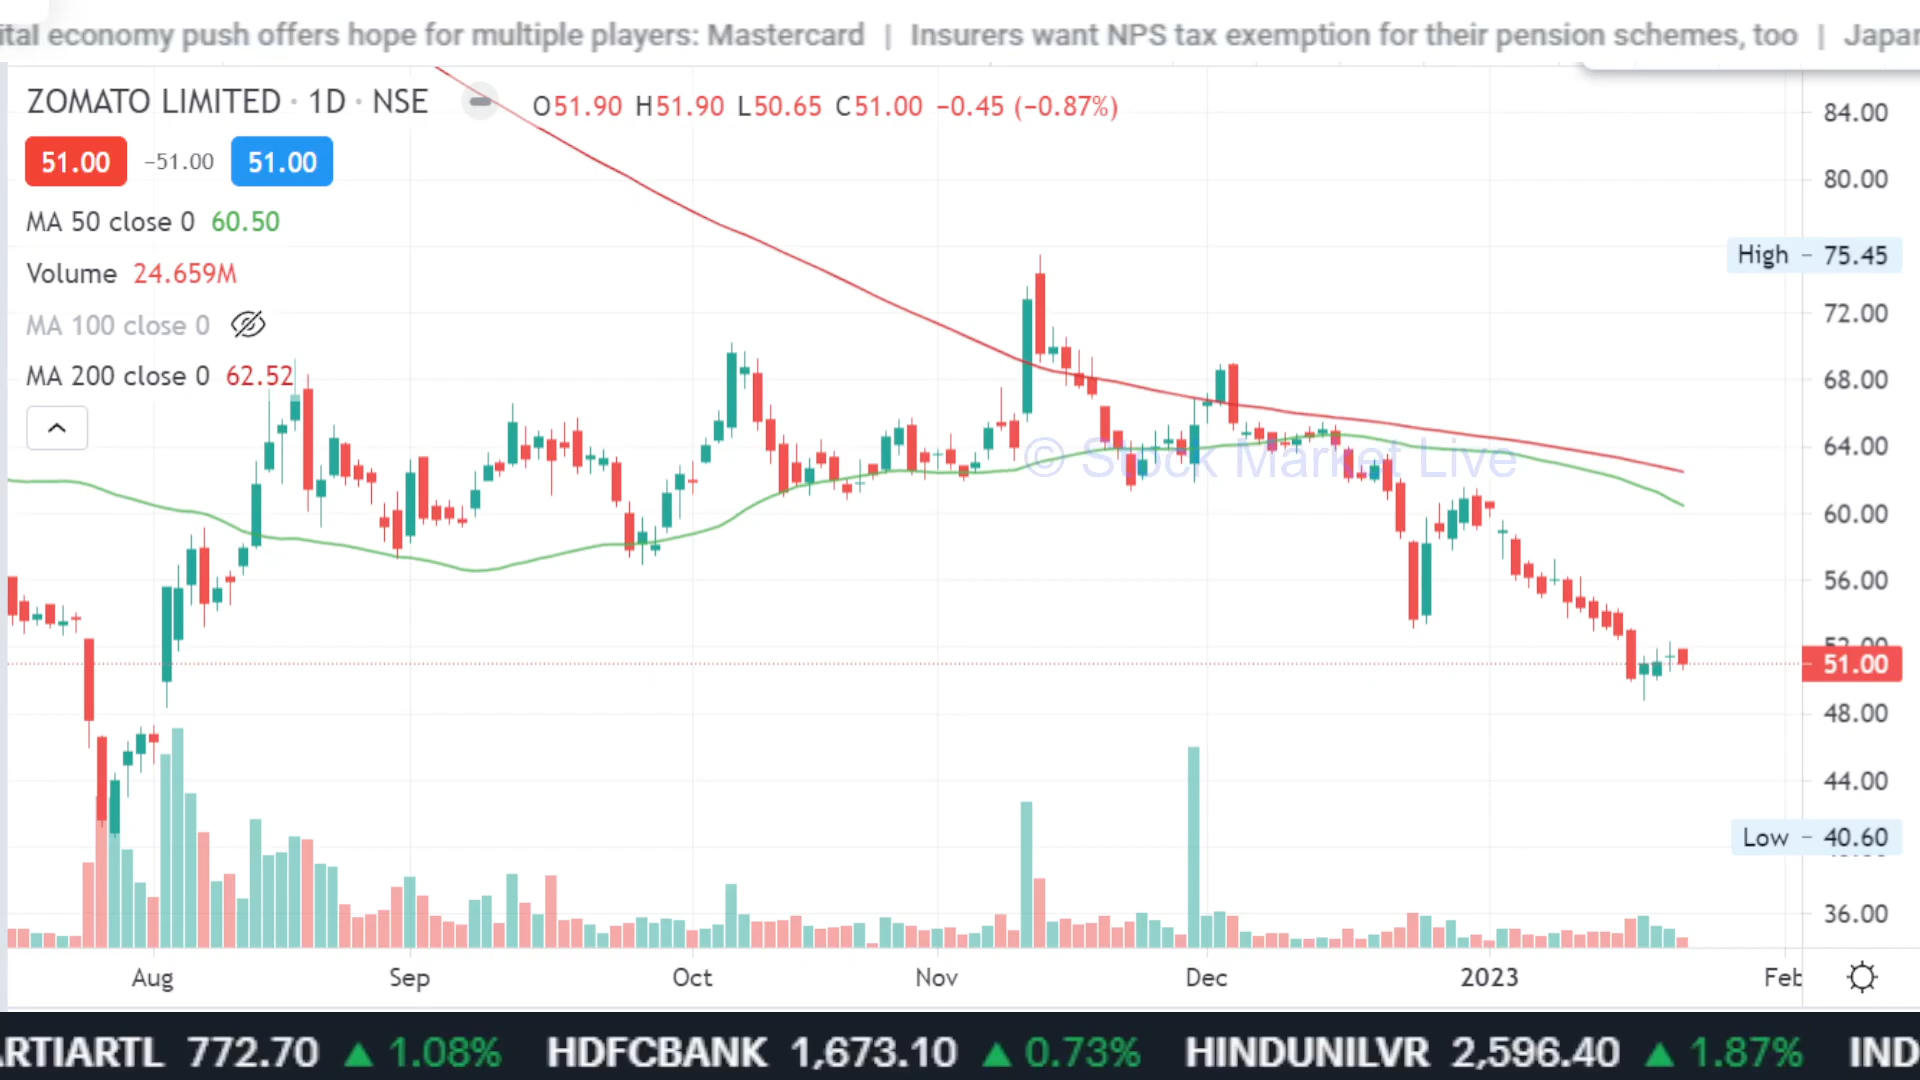 ital economy push offers hope for multiple players: Mastercard | Insurers want NPS tax exemption for their pension schemes, too | Japan
ZOMATO LIMITED · 1D · NSE O51.90 H51.90 L50.65 C51.00 −0.45 (−0.87%)
51.00 −51.00 51.00
MA 50 close 0 60.50
Volume 24.659M
MA 100 close 0
MA 200 close 0 62.52
© Stock Market Live
84.00
80.00
High 75.45
72.00
68.00
64.00
60.00
56.00
52.00
51.00
48.00
44.00
Low 40.60
36.00
Aug Sep Oct Nov Dec 2023 Feb
ARTIARTL 772.70 ▲ 1.08% HDFCBANK 1,673.10 ▲ 0.73% HINDUNILVR 2,596.40 ▲ 1.87% IND